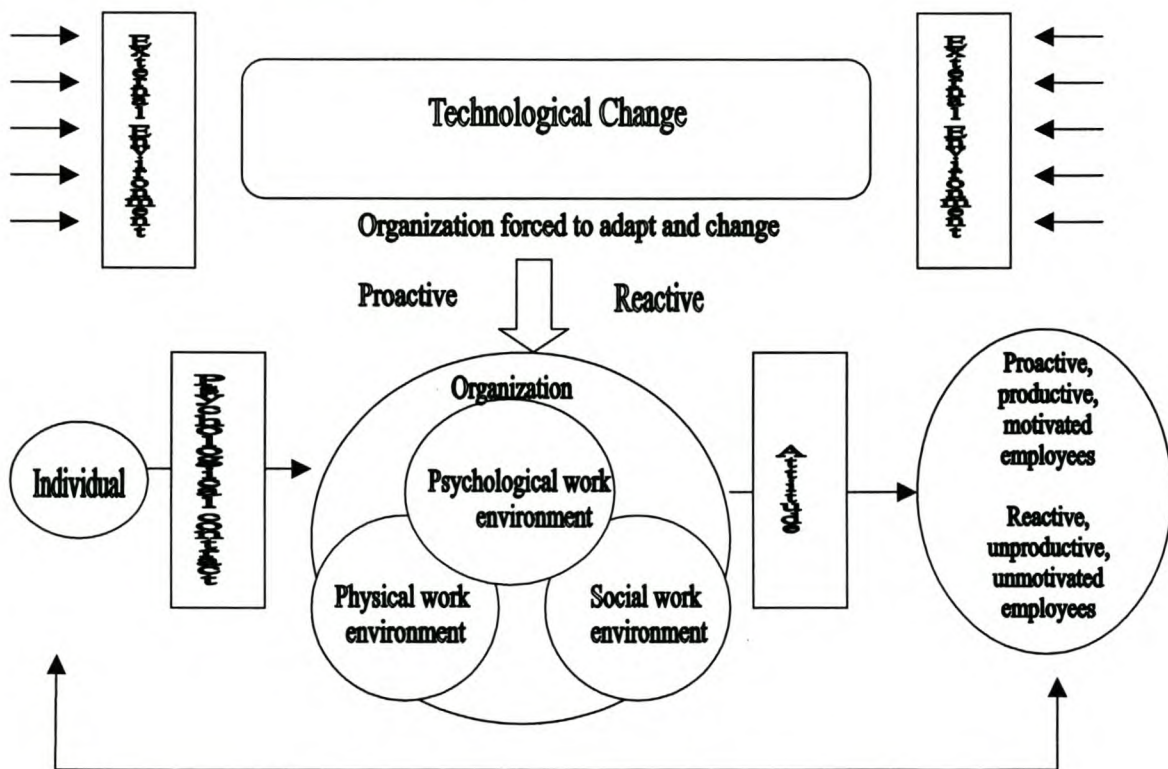 Technological Change
Organization forced to adapt and change
Proactive
Reactive
Individual
Organization
Psychological work
environment
Physical work
environment
Social work
environment
Proactive,
productive,
motivated
employees
Reactive,
unproductive,
unmotivated
employees